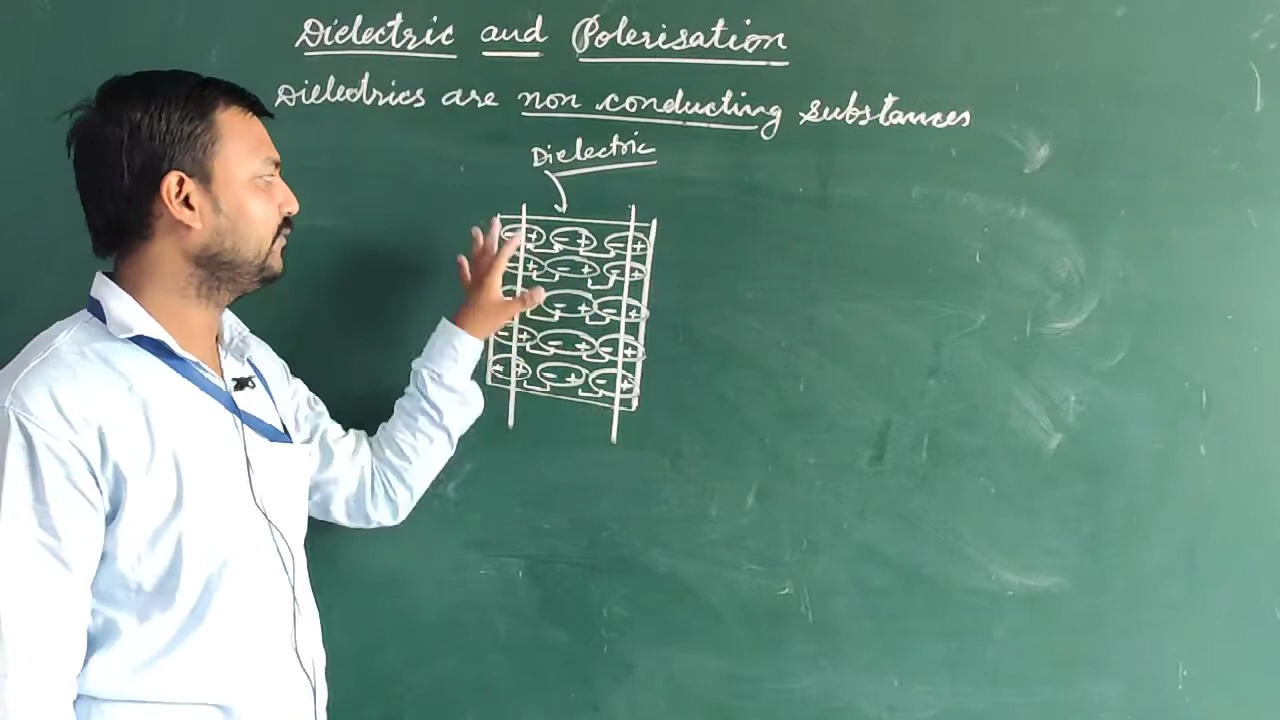 Dielectric and Polerisation
Dielectrics are non conducting substances
Dielectric
- + - + - +
- + - + - +
- + - + - +
- + - + - +
- + - + - +